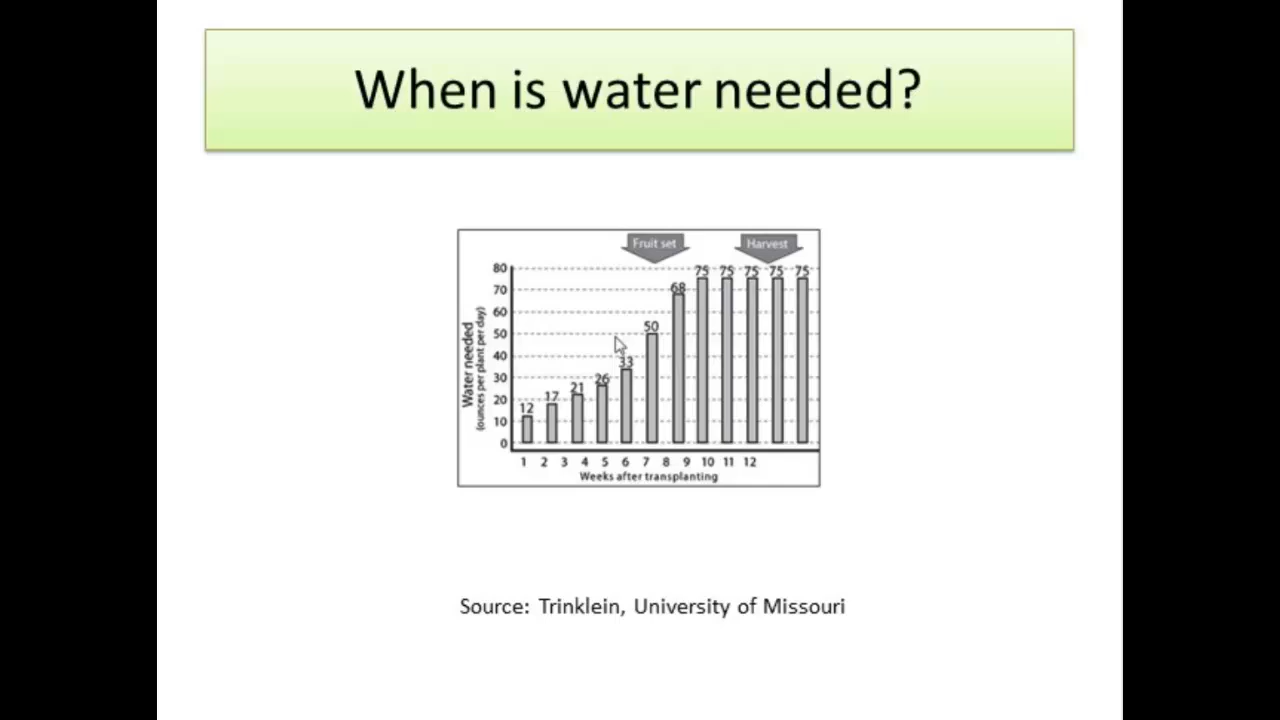 When is water needed?
Fruit set
Harvest
80
70
60
50
40
30
20
10
0
Water needed
(ounces per plant per day)
12
17
21
26
33
50
68
75
75
75
75
75
1 2 3 4 5 6 7 8 9 10 11 12
Weeks after transplanting
Source: Trinklein, University of Missouri